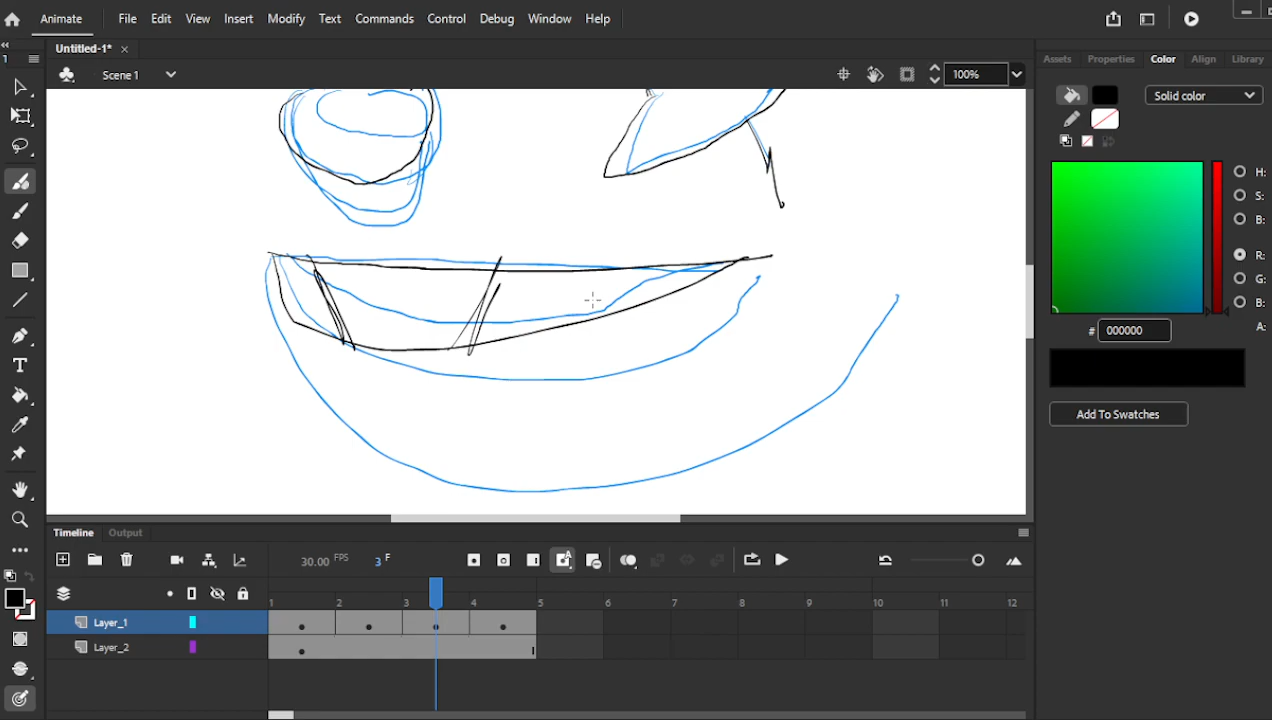 Animate File Edit View Insert Modify Text Commands Control Debug Window Help
Untitled-1* ×
Scene 1 100%
Assets Properties Color Align Library
Solid color
H:
S:
B:
R:
G:
B:
A:
# 000000
Add To Swatches
1
Timeline Output
30.00 FPS 3 F
1 2 3 4 5 6 7 8 9 10 11 12
Layer_1
Layer_2